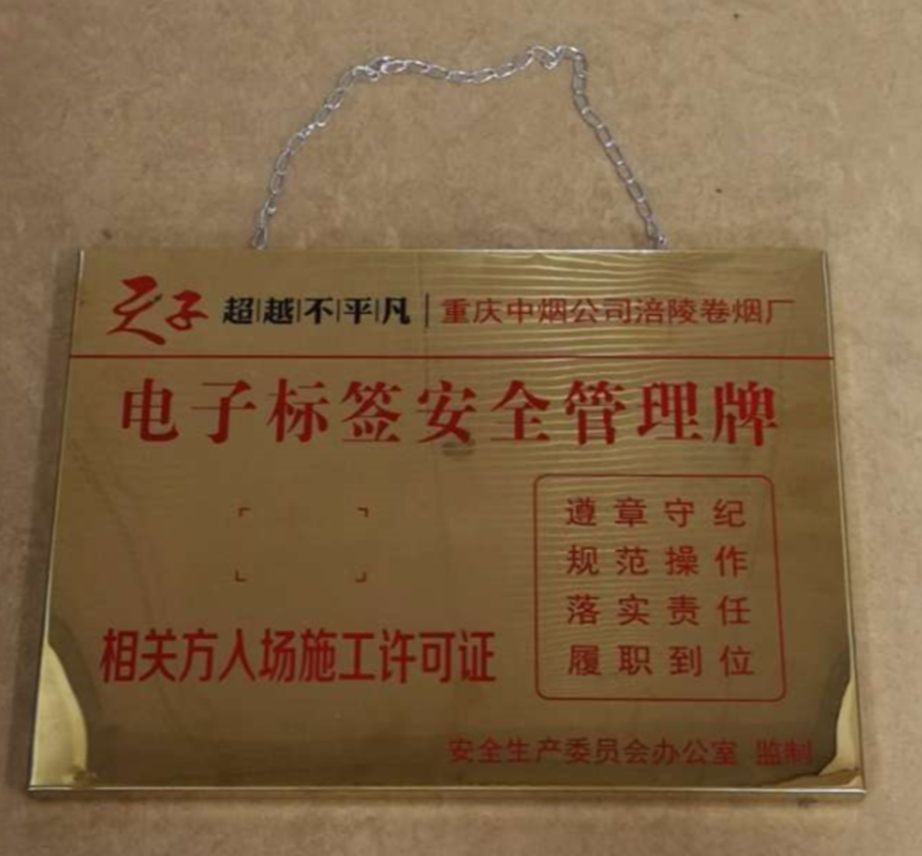 天子 超|越|不|平|凡 | 重庆中烟公司涪陵卷烟厂
电子标签安全管理牌
遵章守纪
规范操作
落实责任
履职到位
相关方入场施工许可证
安全生产委员会办公室 监制